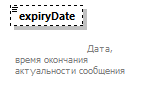 expiryDate
Дата,
время окончания
актуальности сообщения